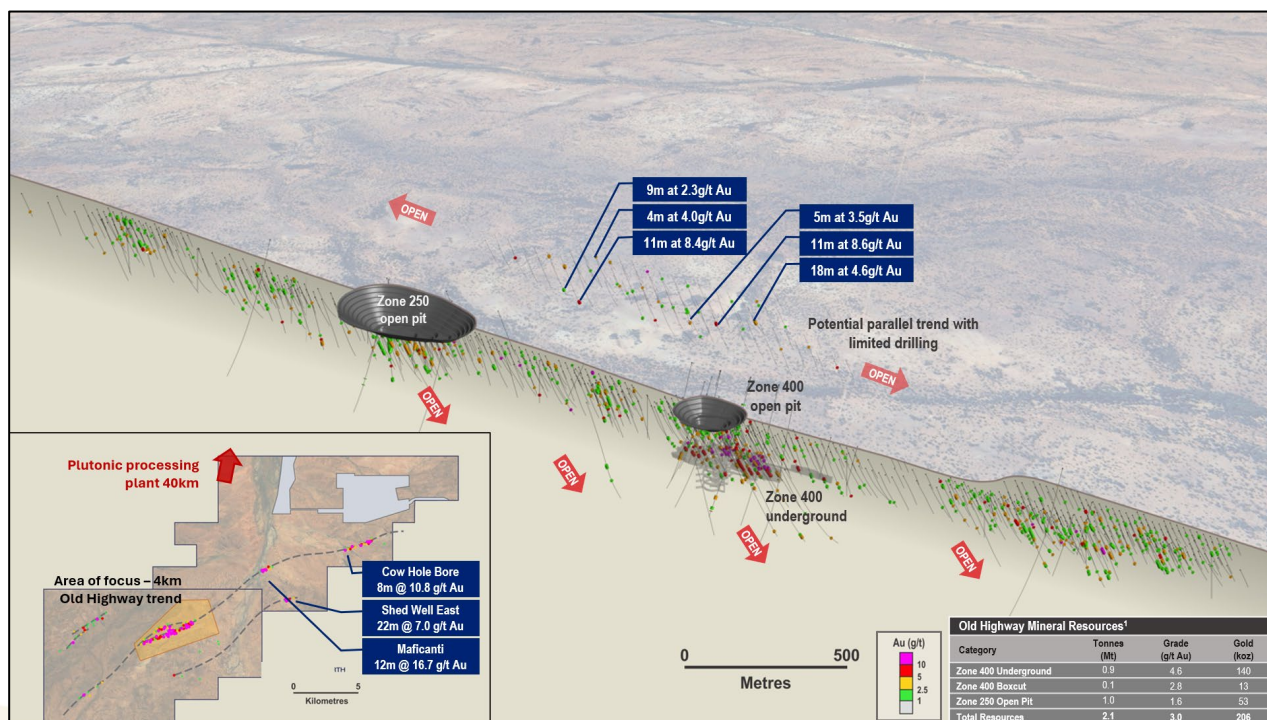 9m at 2.3g/t Au
4m at 4.0g/t Au
11m at 8.4g/t Au
5m at 3.5g/t Au
11m at 8.6g/t Au
18m at 4.6g/t Au
OPEN
Zone 250
open pit
Potential parallel trend with
limited drilling
OPEN
Zone 400
open pit
OPEN
OPEN
Zone 400
underground
OPEN
OPEN
Plutonic processing
plant 40km
Area of focus – 4km
Old Highway trend
Cow Hole Bore
8m @ 10.8 g/t Au
Shed Well East
22m @ 7.0 g/t Au
Maficanti
12m @ 16.7 g/t Au
ITH
0 5
Kilometres
0 500
Metres
Au (g/t)
10
5
2.5
1
Old Highway Mineral Resources¹
Category Tonnes (Mt) Grade (g/t Au) Gold (koz)
Zone 400 Underground 0.9 4.6 140
Zone 400 Boxcut 0.1 2.8 13
Zone 250 Open Pit 1.0 1.6 53
Total Resources 2.1 3.0 206